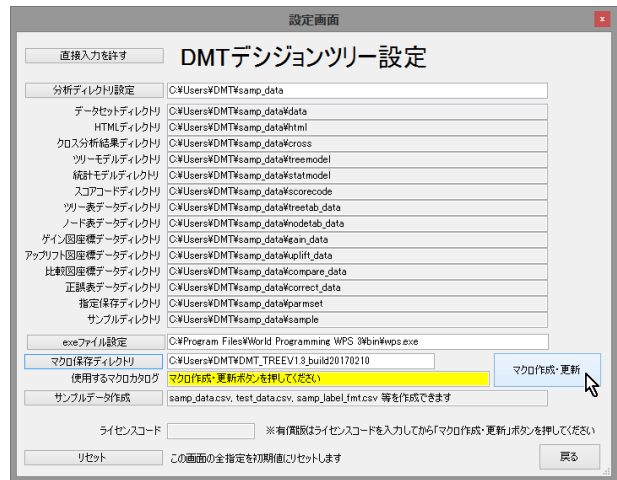 設定画面
直接入力を許す
DMTデシジョンツリー設定
分析ディレクトリ設定 C:¥Users¥DMT¥samp_data
データセットディレクトリ C:¥Users¥DMT¥samp_data¥data
HTMLディレクトリ C:¥Users¥DMT¥samp_data¥html
クロス分析結果ディレクトリ C:¥Users¥DMT¥samp_data¥cross
ツリーモデルディレクトリ C:¥Users¥DMT¥samp_data¥treemodel
統計モデルディレクトリ C:¥Users¥DMT¥samp_data¥statmodel
スコアコードディレクトリ C:¥Users¥DMT¥samp_data¥scorecode
ツリー表データディレクトリ C:¥Users¥DMT¥samp_data¥treetab_data
ノード表データディレクトリ C:¥Users¥DMT¥samp_data¥nodetab_data
ゲイン図座標データディレクトリ C:¥Users¥DMT¥samp_data¥gain_data
アップリフト図座標データディレクトリ C:¥Users¥DMT¥samp_data¥uplift_data
比較図座標データディレクトリ C:¥Users¥DMT¥samp_data¥compare_data
正誤表データディレクトリ C:¥Users¥DMT¥samp_data¥correct_data
指定保存ディレクトリ C:¥Users¥DMT¥samp_data¥parmset
サンプルディレクトリ C:¥Users¥DMT¥samp_data¥sample
exeファイル設定 C:¥Program Files¥World Programming WPS 3¥bin¥wps.exe
マクロ保存ディレクトリ C:¥Users¥DMT¥DMT_TREEV1.3_build20170210
マクロ作成・更新
使用するマクロカタログ マクロ作成・更新ボタンを押してください
サンプルデータ作成 samp_data.csv, test_data.csv, samp_label_fmt.csv 等を作成できます
ライセンスコード ※有償版はライセンスコードを入力してから「マクロ作成・更新」ボタンを押してください
リセット この画面の全指定を初期値にリセットします 戻る